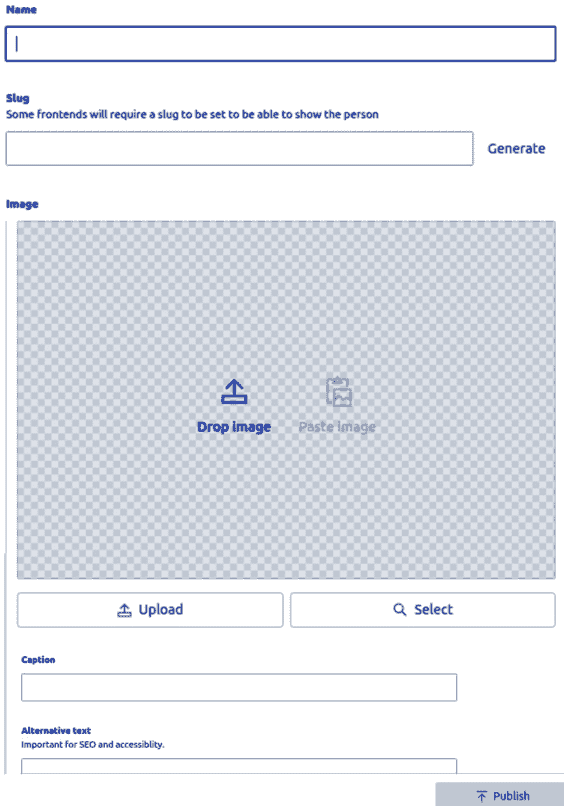 Name
Slug
Some frontends will require a slug to be set to be able to show the person
Generate
Image
Drop image
Paste image
Upload
Select
Caption
Alternative text
Important for SEO and accessiblity.
Publish